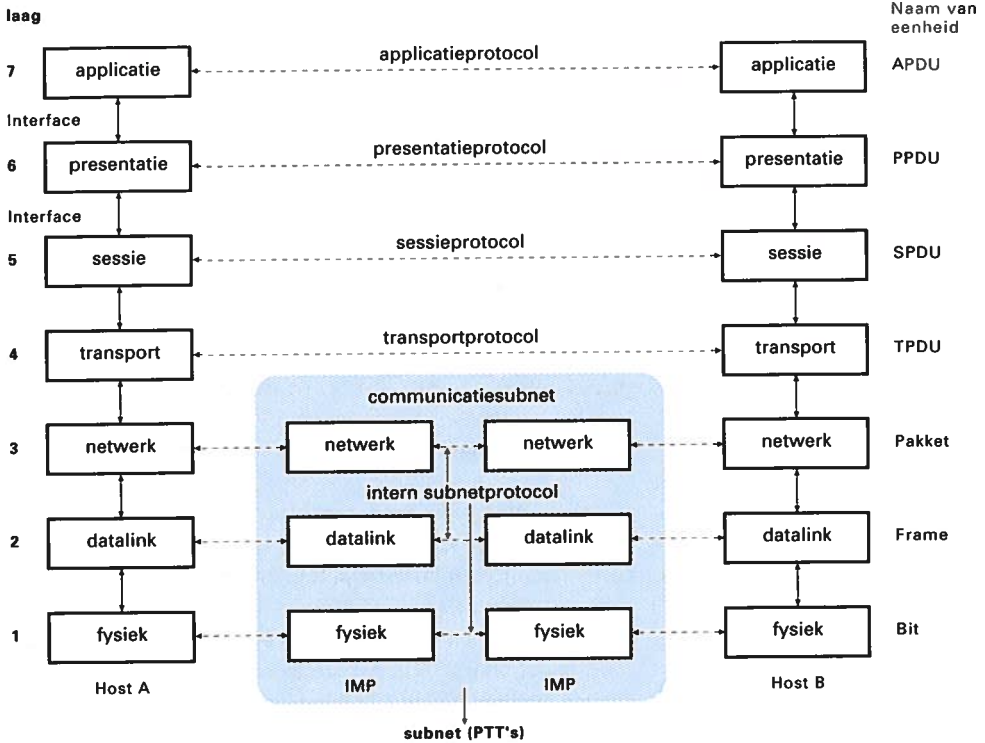 laag
Naam van
eenheid
7
applicatie
applicatieprotocol
applicatie
APDU
Interface
6
presentatie
presentatieprotocol
presentatie
PPDU
Interface
5
sessie
sessieprotocol
sessie
SPDU
4
transport
transportprotocol
transport
TPDU
communicatiesubnet
3
netwerk
netwerk
netwerk
netwerk
Pakket
intern subnetprotocol
2
datalink
datalink
datalink
datalink
Frame
1
fysiek
fysiek
fysiek
fysiek
Bit
Host A
IMP
IMP
Host B
subnet (PTT's)